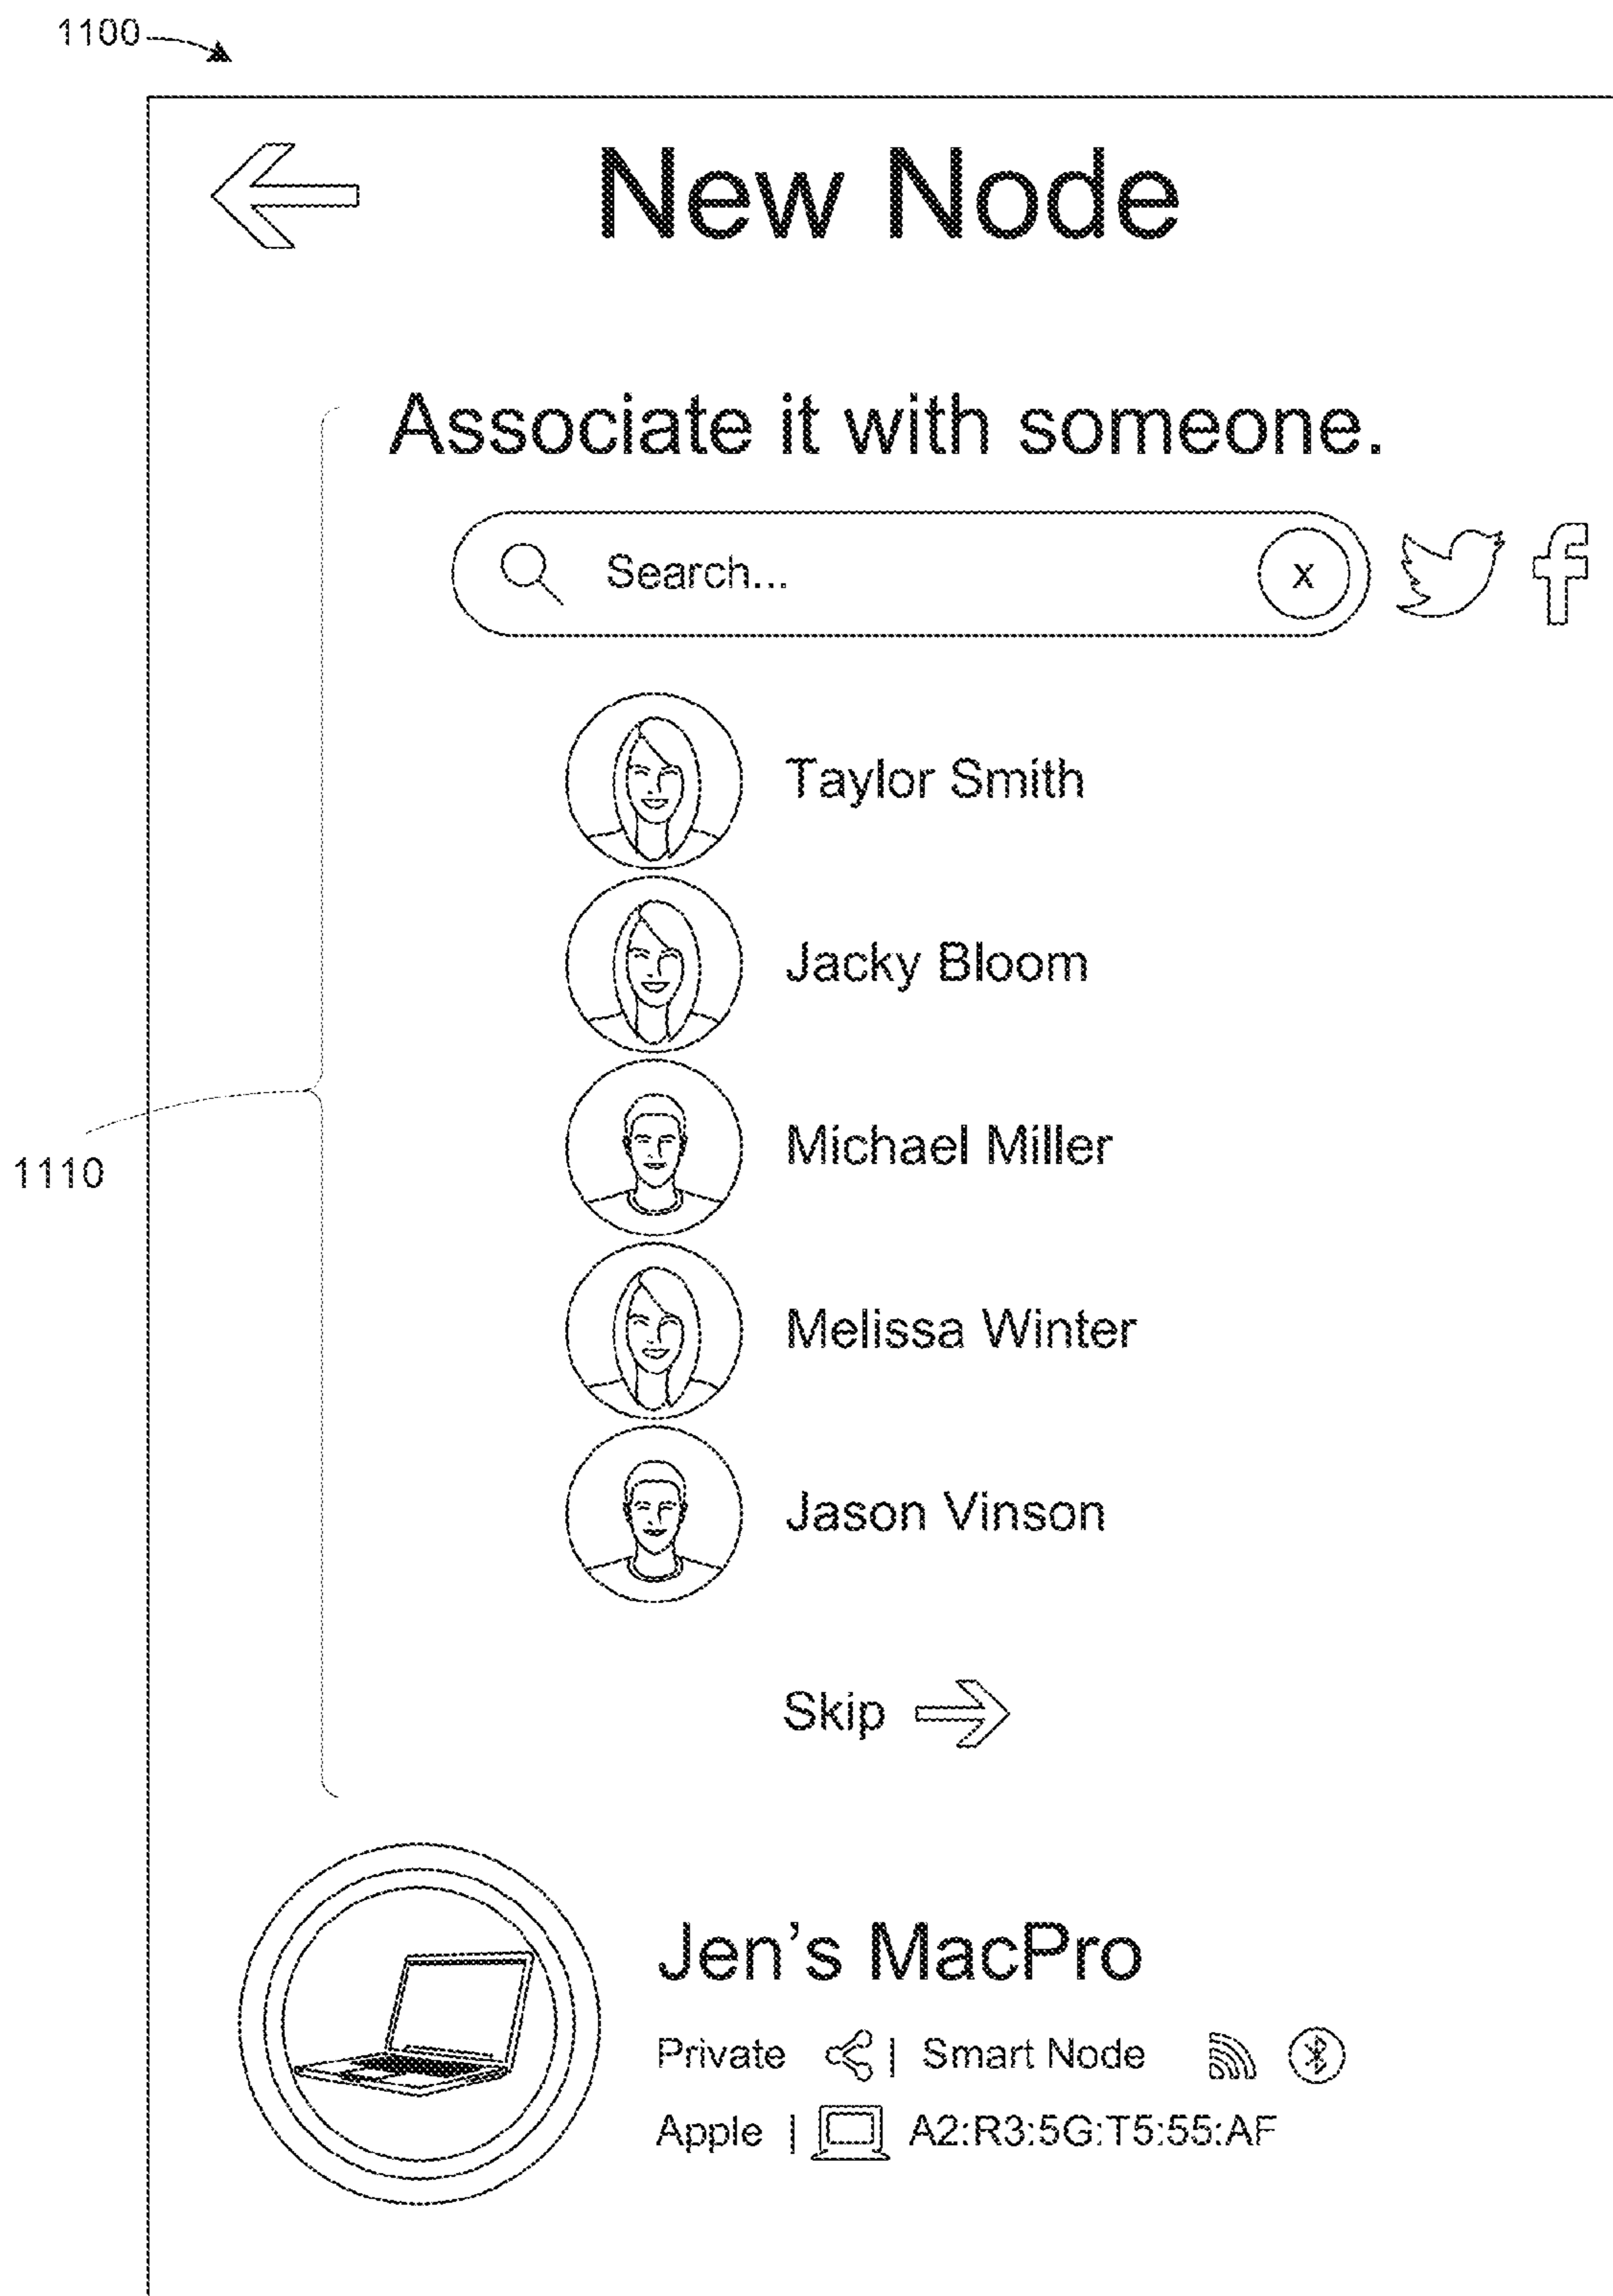 1100
New Node
Associate it with someone.
Search... x
Taylor Smith
Jacky Bloom
Michael Miller
1110
Melissa Winter
Jason Vinson
Skip
Jen's MacPro
Private | Smart Node
Apple | A2:R3:5G:T5:55:AF